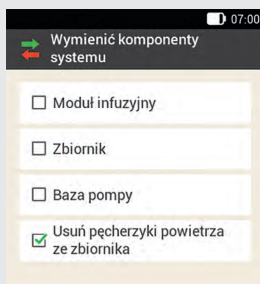 07:00
Wymienić komponenty
systemu
Moduł infuzyjny
Zbiornik
Baza pompy
Usuń pęcherzyki powietrza
ze zbiornika